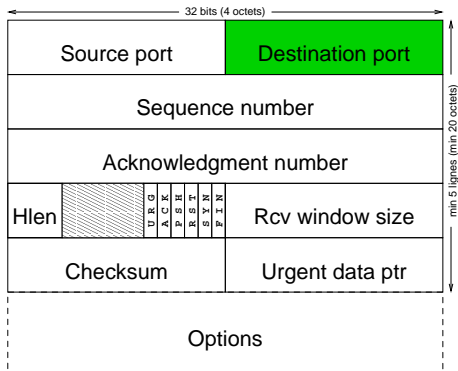 32 bits (4 octets)
Source port
Destination port
Sequence number
Acknowledgment number
Hlen
URG
ACK
PSH
RST
SYN
FIN
Rcv window size
Checksum
Urgent data ptr
Options
min 5 lignes (min 20 octets)